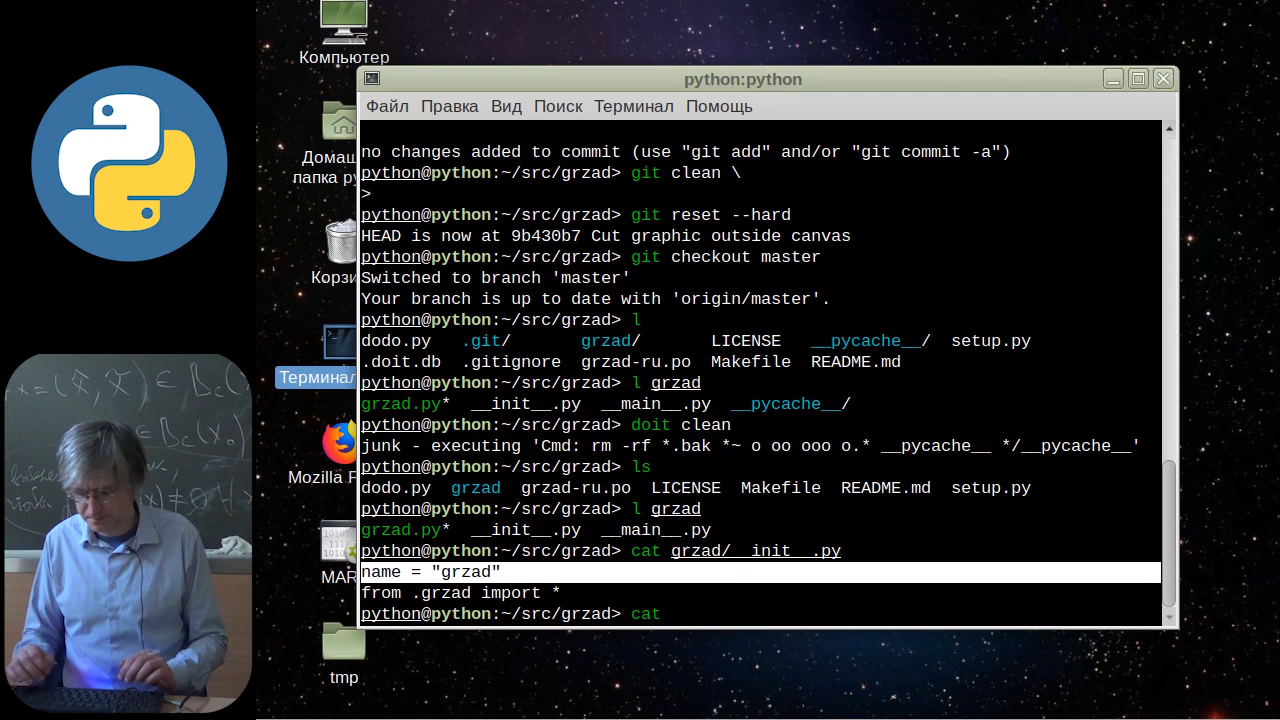 Компьютер
python:python
Файл Правка Вид Поиск Терминал Помощь
no changes added to commit (use "git add" and/or "git commit -a")
python@python:~/src/grzad> git clean \
>
python@python:~/src/grzad> git reset --hard
HEAD is now at 9b430b7 Cut graphic outside canvas
python@python:~/src/grzad> git checkout master
Switched to branch 'master'
Your branch is up to date with 'origin/master'.
python@python:~/src/grzad> l
dodo.py .git/ grzad/ LICENSE __pycache__/ setup.py
.doit.db .gitignore grzad-ru.po Makefile README.md
python@python:~/src/grzad> l grzad
grzad.py* __init__.py __main__.py __pycache__/
python@python:~/src/grzad> doit clean
junk - executing 'Cmd: rm -rf *.bak *~ o oo ooo o.* __pycache__ */__pycache__'
python@python:~/src/grzad> ls
dodo.py grzad grzad-ru.po LICENSE Makefile README.md setup.py
python@python:~/src/grzad> l grzad
grzad.py* __init__.py __main__.py
python@python:~/src/grzad> cat grzad/__init__.py
name = "grzad"
from .grzad import *
python@python:~/src/grzad> cat
Домаш
папка py
Корзи
Терминал
Mozilla F
MAR
tmp